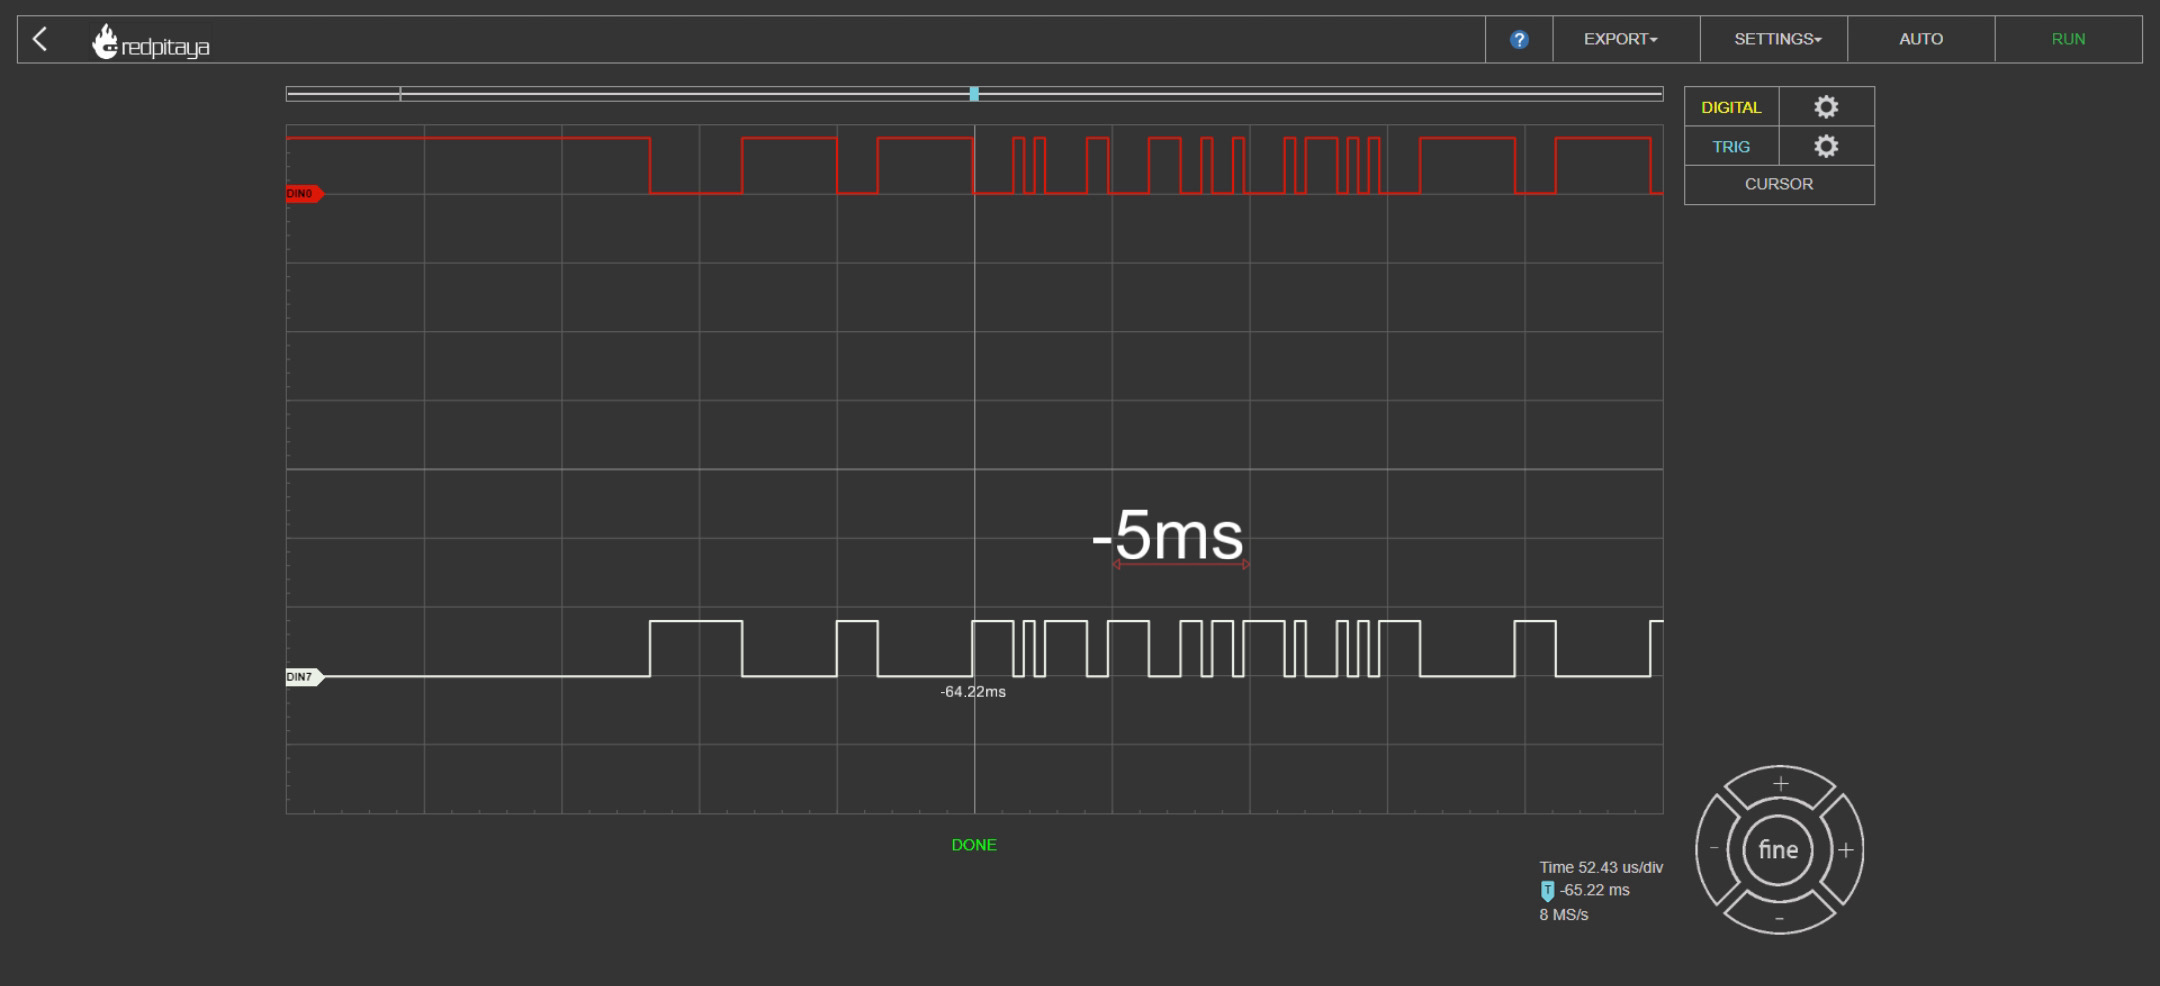 redpitaya
?
EXPORT
SETTINGS
AUTO
RUN
DIGITAL
TRIG
CURSOR
DIN0
-5ms
DIN7
-64.22ms
DONE
Time 52.43 us/div
T -65.22 ms
8 MS/s
+
- fine +
-